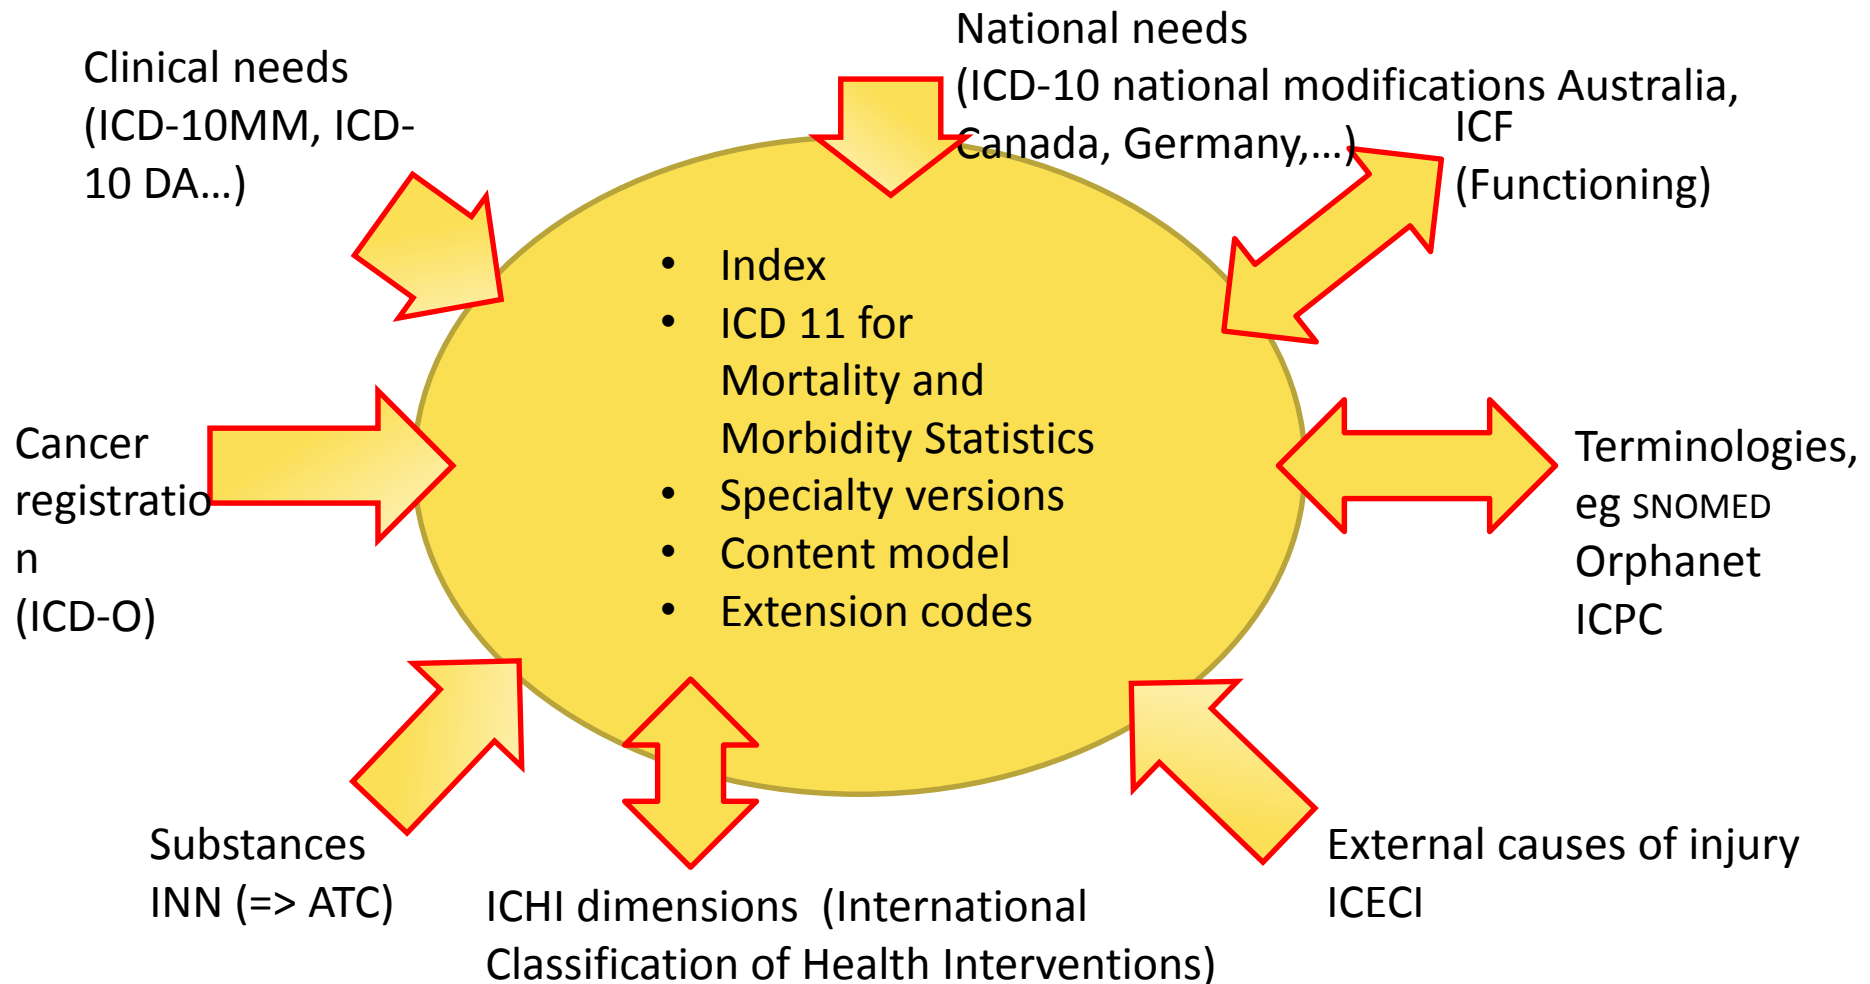 Clinical needs
(ICD-10MM, ICD-
10 DA…)
National needs
(ICD-10 national modifications Australia,
Canada, Germany,…)
ICF
(Functioning)
• Index
• ICD 11 for
Mortality and
Morbidity Statistics
• Specialty versions
• Content model
• Extension codes
Cancer
registratio
n
(ICD-O)
Terminologies,
eg SNOMED
Orphanet
ICPC
Substances
INN (=> ATC)
ICHI dimensions (International
Classification of Health Interventions)
External causes of injury
ICECI